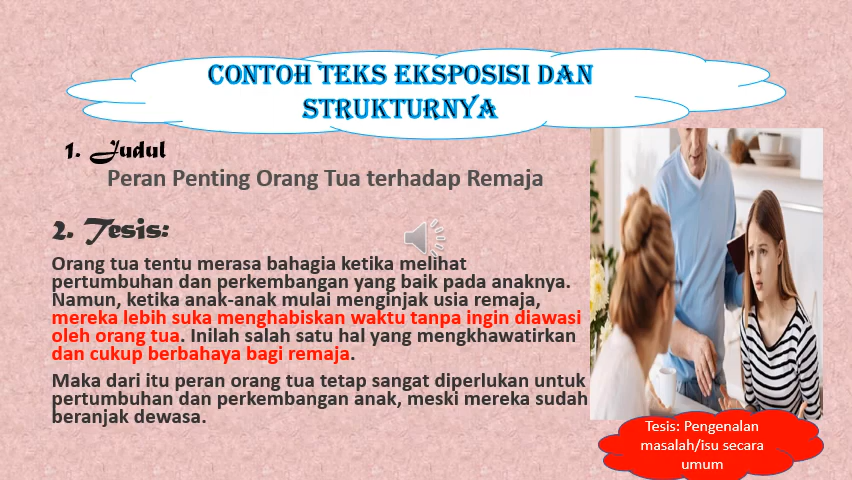 CONTOH TEKS EKSPOSISI DAN
STRUKTURNYA
1. Judul
Peran Penting Orang Tua terhadap Remaja
2. Tesis:
Orang tua tentu merasa bahagia ketika melihat
pertumbuhan dan perkembangan yang baik pada anaknya.
Namun, ketika anak-anak mulai menginjak usia remaja,
mereka lebih suka menghabiskan waktu tanpa ingin diawasi
oleh orang tua. Inilah salah satu hal yang mengkhawatirkan
dan cukup berbahaya bagi remaja.
Maka dari itu peran orang tua tetap sangat diperlukan untuk
pertumbuhan dan perkembangan anak, meski mereka sudah
beranjak dewasa.
Tesis: Pengenalan
masalah/isu secara
umum